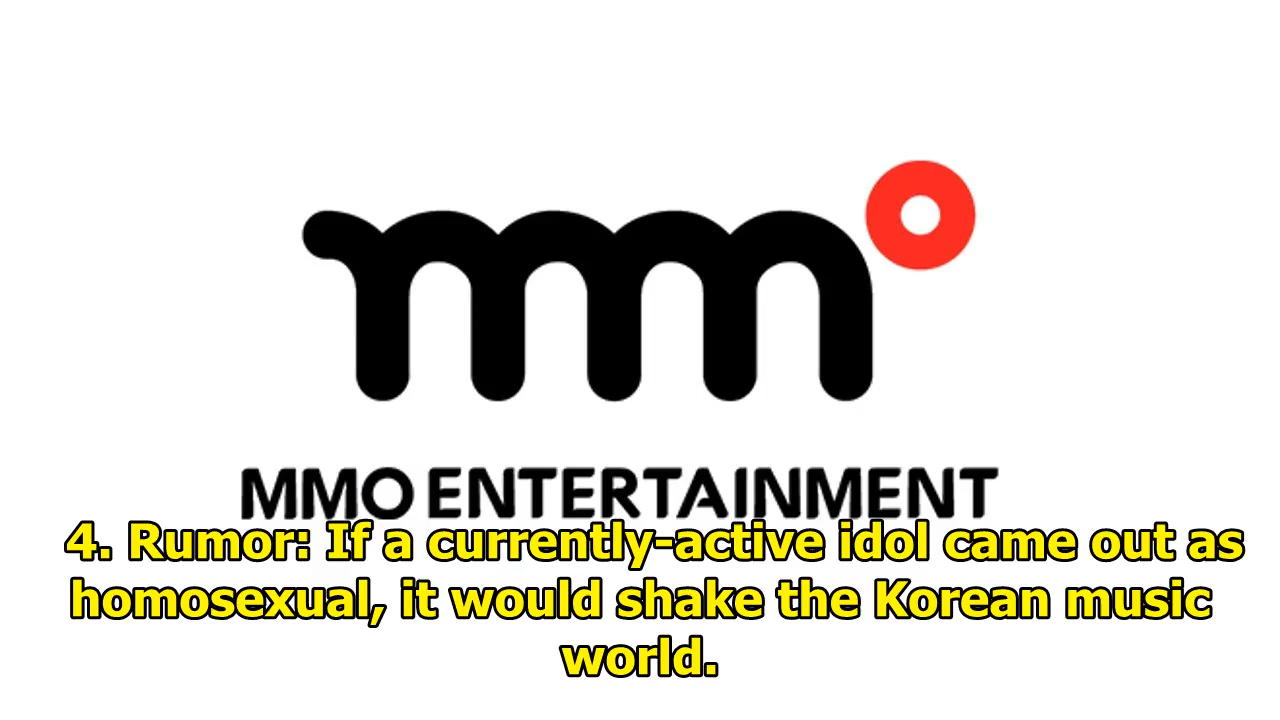 mmo
MMO ENTERTAINMENT
4. Rumor: If a currently-active idol came out as
homosexual, it would shake the Korean music
world.